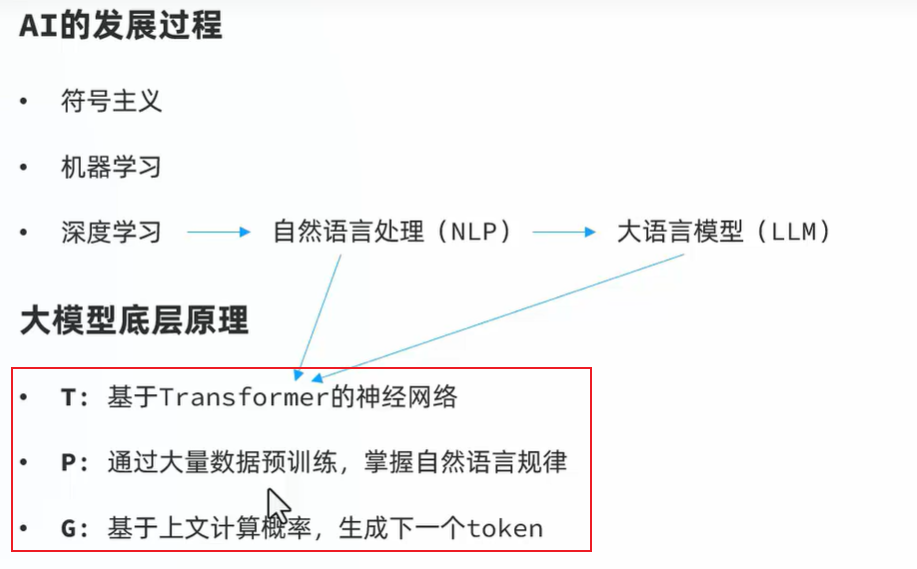 AI的发展过程
• 符号主义
• 机器学习
• 深度学习 自然语言处理（NLP） 大语言模型（LLM）
大模型底层原理
• T: 基于Transformer的神经网络
• P: 通过大量数据预训练，掌握自然语言规律
• G: 基于上文计算概率，生成下一个token